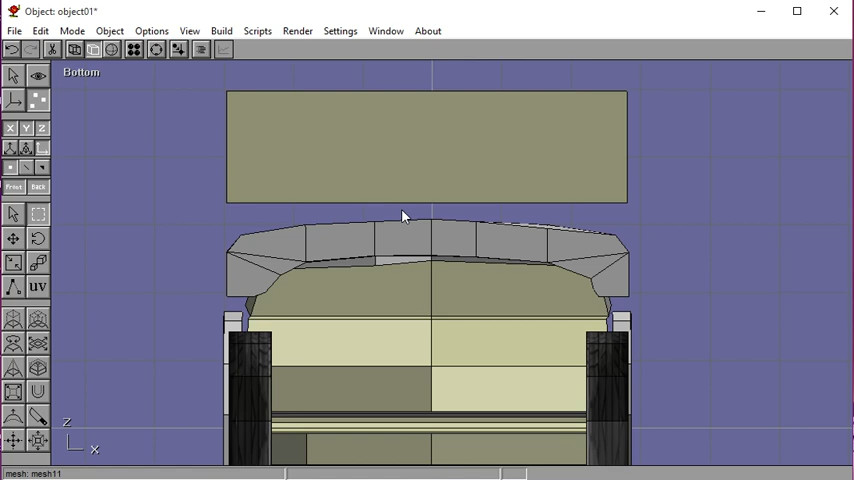 Object: object01*
File Edit Mode Object Options View Build Scripts Render Settings Window About
Bottom
X Y Z
Front Back
uv
Z
X
mesh: mesh11